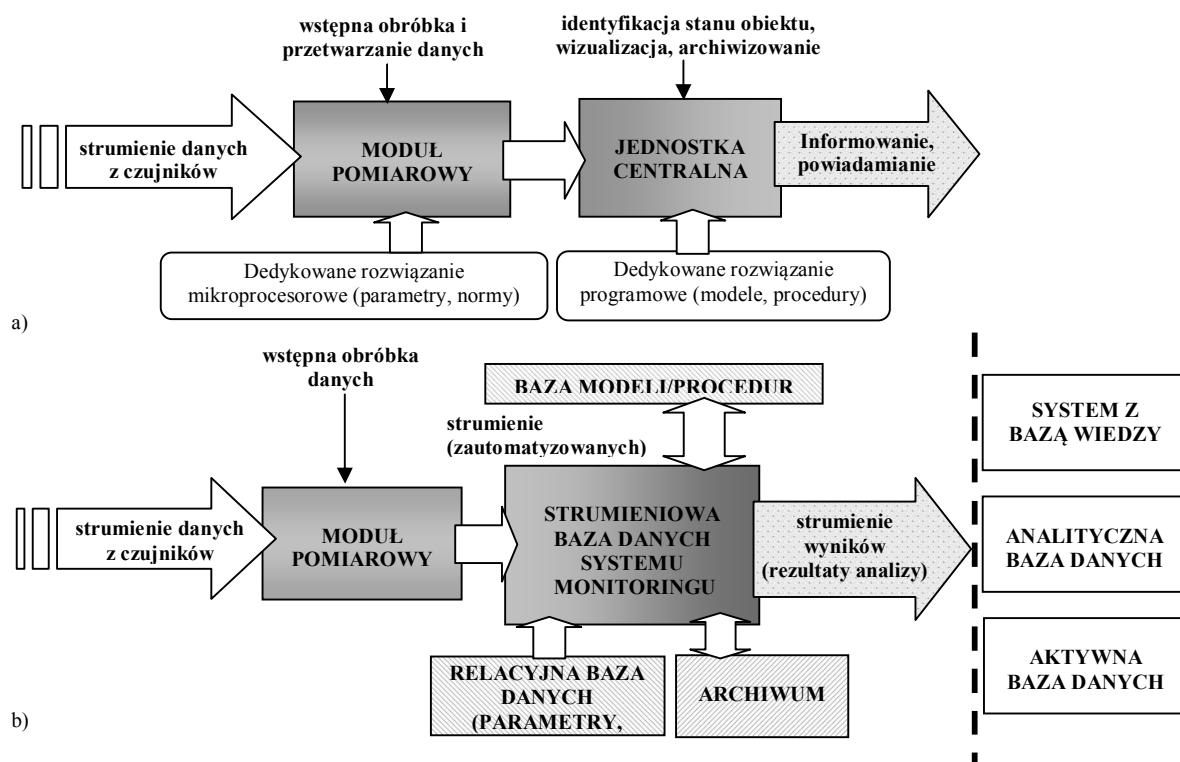 wstępna obróbka i
przetwarzanie danych
identyfikacja stanu obiektu,
wizualizacja, archiwizowanie
strumienie danych
z czujników
MODUŁ
POMIAROWY
JEDNOSTKA
CENTRALNA
Informowanie,
powiadamianie
Dedykowane rozwiązanie
mikroprocesorowe (parametry, normy)
Dedykowane rozwiązanie
programowe (modele, procedury)
a)
wstępna obróbka
danych
BAZA MODELI/PROCEDUR
strumienie
(zautomatyzowanych)
strumienie danych
z czujników
MODUŁ
POMIAROWY
STRUMIENIOWA
BAZA DANYCH
SYSTEMU
MONITORINGU
strumienie
wyników
(rezultaty analizy)
SYSTEM Z
BAZĄ WIEDZY
ANALITYCZNA
BAZA DANYCH
AKTYWNA
BAZA DANYCH
RELACYJNA BAZA
DANYCH
(PARAMETRY,
ARCHIWUM
b)